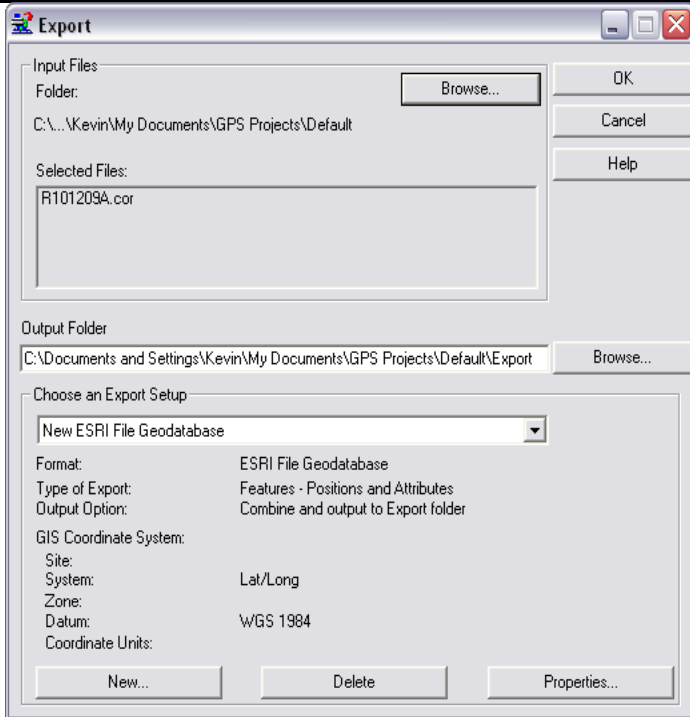 Export
Input Files
Folder:
Browse...
C:\...\Kevin\My Documents\GPS Projects\Default
Selected Files:
R101209A.cor
OK
Cancel
Help
Output Folder
C:\Documents and Settings\Kevin\My Documents\GPS Projects\Default\Export
Browse...
Choose an Export Setup
New ESRI File Geodatabase
Format: ESRI File Geodatabase
Type of Export: Features - Positions and Attributes
Output Option: Combine and output to Export folder
GIS Coordinate System:
Site:
System: Lat/Long
Zone:
Datum: WGS 1984
Coordinate Units:
New...
Delete
Properties...